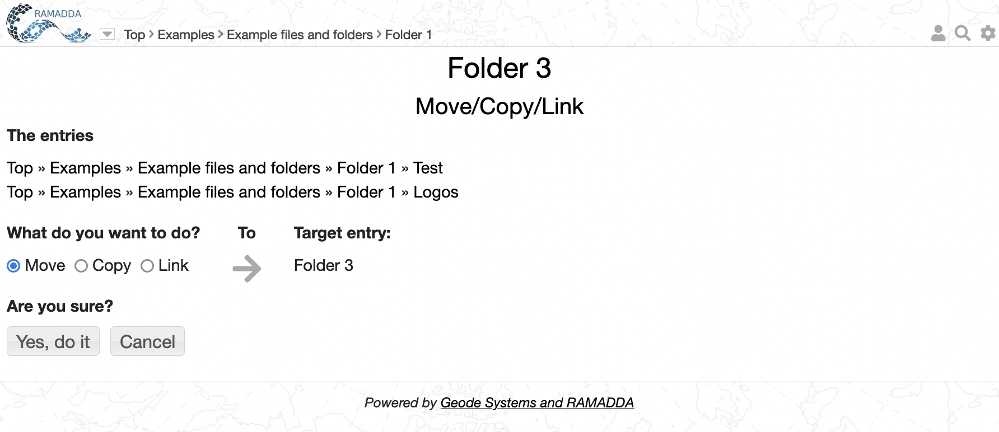 RAMADDA
Top > Examples > Example files and folders > Folder 1
Folder 3
Move/Copy/Link
The entries
Top » Examples » Example files and folders » Folder 1 » Test
Top » Examples » Example files and folders » Folder 1 » Logos
What do you want to do? To Target entry:
Move Copy Link Folder 3
Are you sure?
Yes, do it Cancel
Powered by Geode Systems and RAMADDA